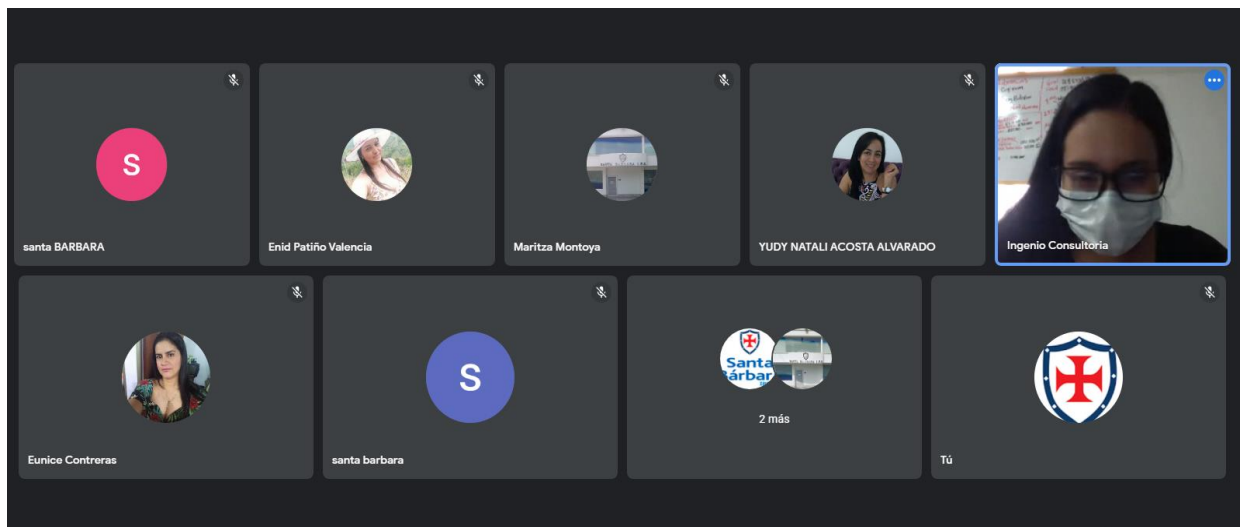 S
santa BARBARA
Enid Patiño Valencia
Maritza Montoya
YUDY NATALI ACOSTA ALVARADO
Ingenio Consultoria
Eunice Contreras
S
santa barbara
Santa
árbar
2 más
Tú